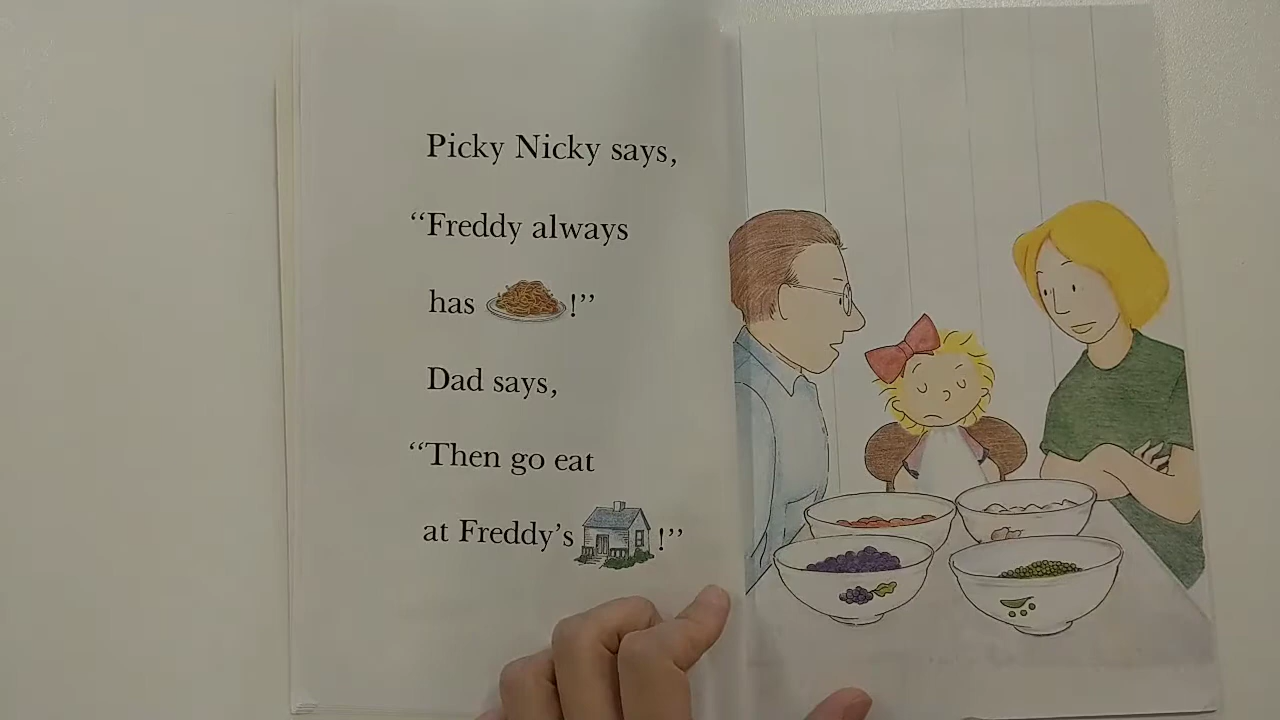 Picky Nicky says,
“Freddy always
has !”
Dad says,
“Then go eat
at Freddy’s !”